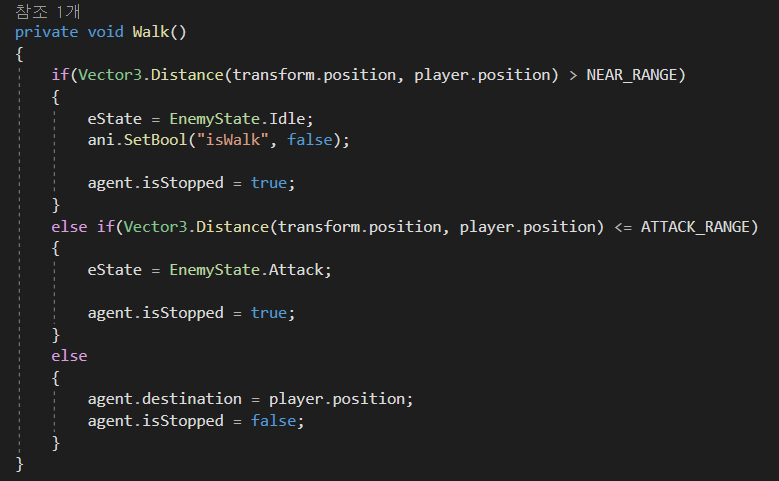 참조 1개
private void Walk()
{
if(Vector3.Distance(transform.position, player.position) > NEAR_RANGE)
{
eState = EnemyState.Idle;
ani.SetBool("isWalk", false);
agent.isStopped = true;
}
else if(Vector3.Distance(transform.position, player.position) <= ATTACK_RANGE)
{
eState = EnemyState.Attack;
agent.isStopped = true;
}
else
{
agent.destination = player.position;
agent.isStopped = false;
}
}